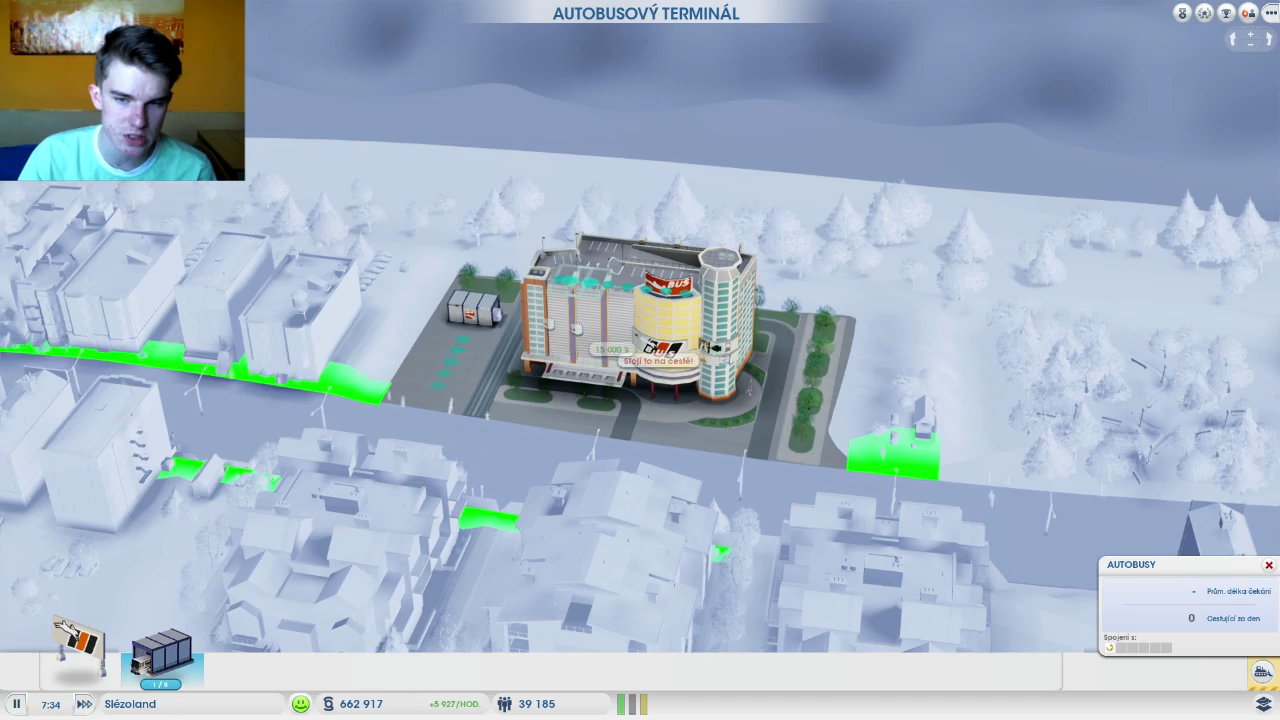 AUTOBUSOVÝ TERMINÁL
BUS
15 000 $
Stojí to na cestě!
AUTOBUSY
- Prům. délka čekání
0 Cestující za den
Spojení s:
1 / 8
7:34
Slézoland
662 917
+5 927/HOD.
39 185